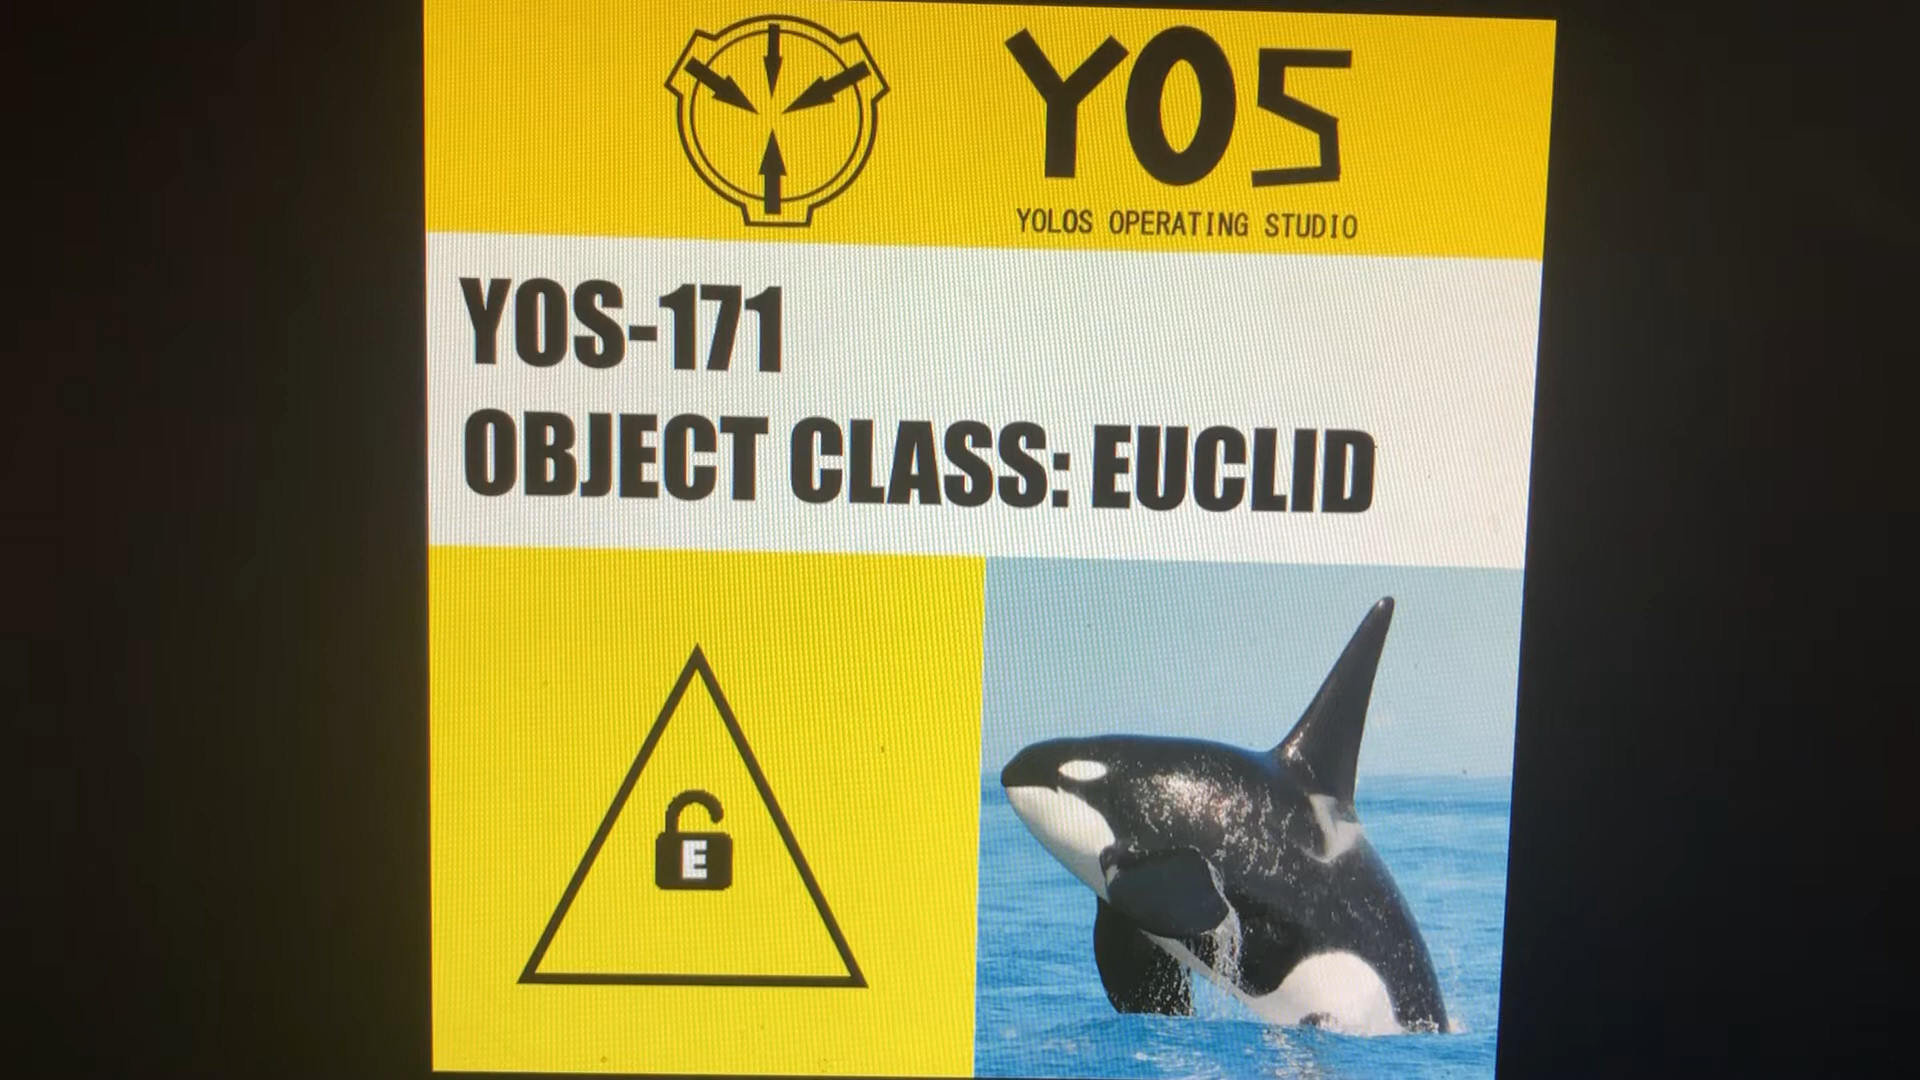 YOS
YOLOS OPERATING STUDIO
YOS-171
OBJECT CLASS: EUCLID
E